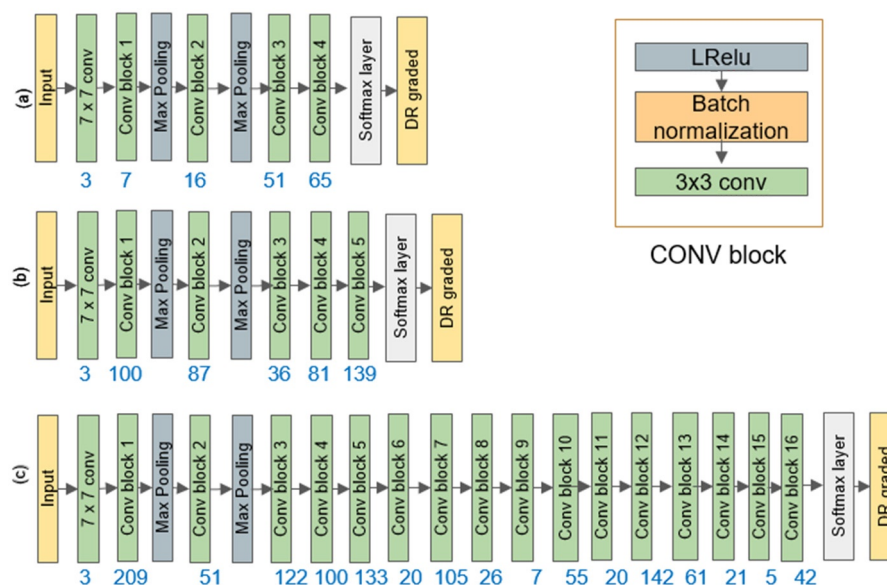 (a)
Input
7 x 7 conv
Conv block 1
Max Pooling
Conv block 2
Max Pooling
Conv block 3
Conv block 4
Softmax layer
DR graded
3 7 16 51 65
LRelu
Batch
normalization
3x3 conv
CONV block
(b)
Input
7 x 7 conv
Conv block 1
Max Pooling
Conv block 2
Max Pooling
Conv block 3
Conv block 4
Conv block 5
Softmax layer
DR graded
3 100 87 36 81 139
(c)
Input
7 x 7 conv
Conv block 1
Max Pooling
Conv block 2
Max Pooling
Conv block 3
Conv block 4
Conv block 5
Conv block 6
Conv block 7
Conv block 8
Conv block 9
Conv block 10
Conv block 11
Conv block 12
Conv block 13
Conv block 14
Conv block 15
Conv block 16
Softmax layer
DR graded
3 209 51 122 100 133 20 105 26 7 55 20 142 61 21 5 42